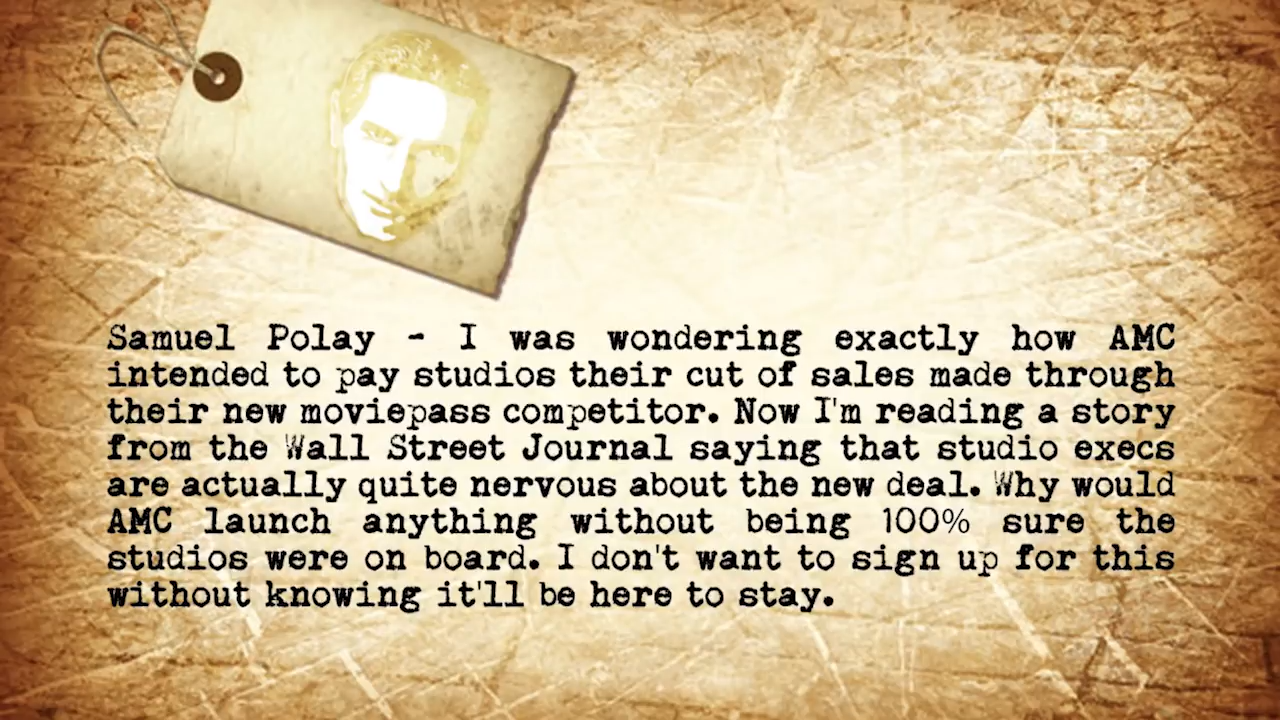 Samuel Polay - I was wondering exactly how AMC
intended to pay studios their cut of sales made through
their new moviepass competitor. Now I'm reading a story
from the Wall Street Journal saying that studio execs
are actually quite nervous about the new deal. Why would
AMC launch anything without being 100% sure the
studios were on board. I don't want to sign up for this
without knowing it'll be here to stay.